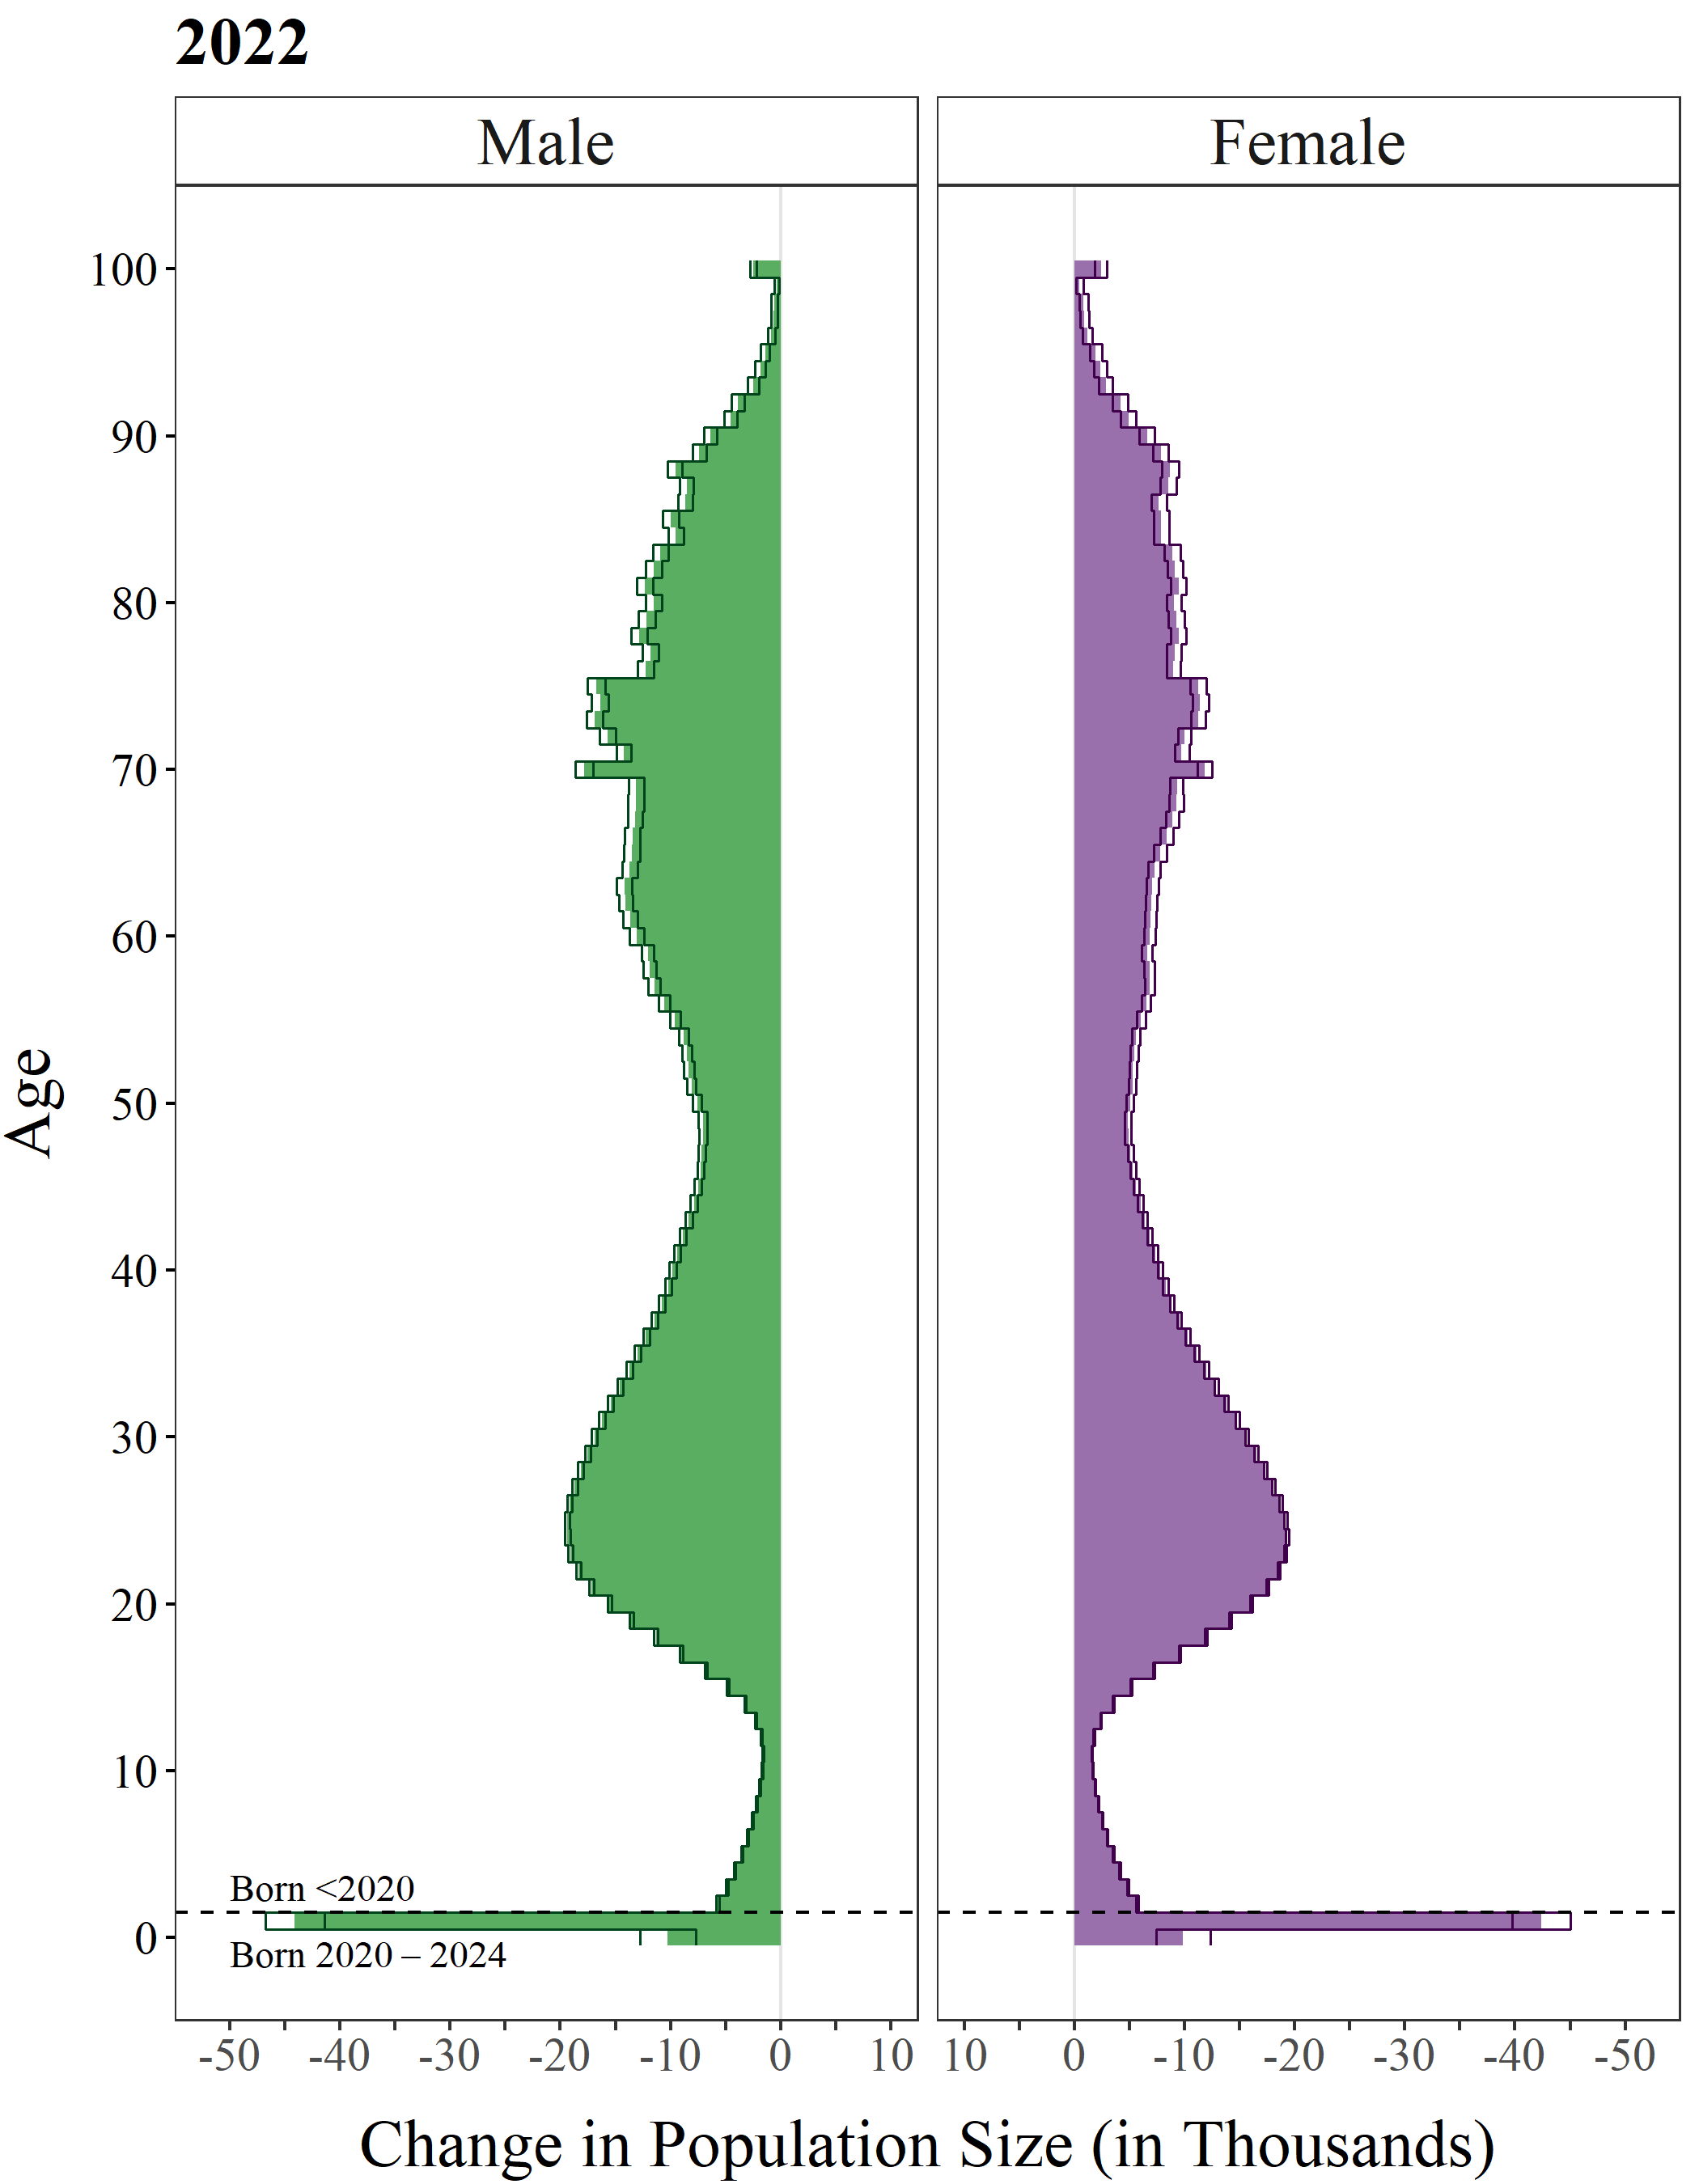 2022
Male Female
100
90
80
70
60
50
40
30
20
10
0
Age
Born <2020
Born 2020 – 2024
-50 -40 -30 -20 -10 0 10 10 0 -10 -20 -30 -40 -50
Change in Population Size (in Thousands)